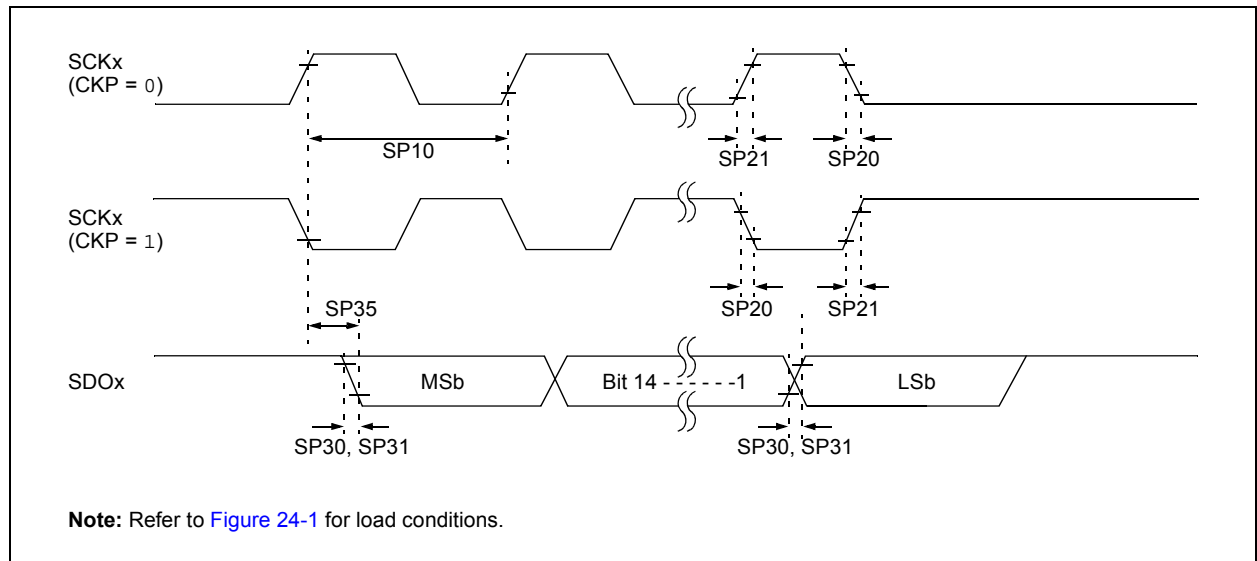 SCKx
(CKP = 0)
SP10
SP21
SP20
SCKx
(CKP = 1)
SP35
SP20
SP21
SDOx
MSb
Bit 14 - - - - - -1
LSb
SP30, SP31
SP30, SP31
Note: Refer to Figure 24-1 for load conditions.